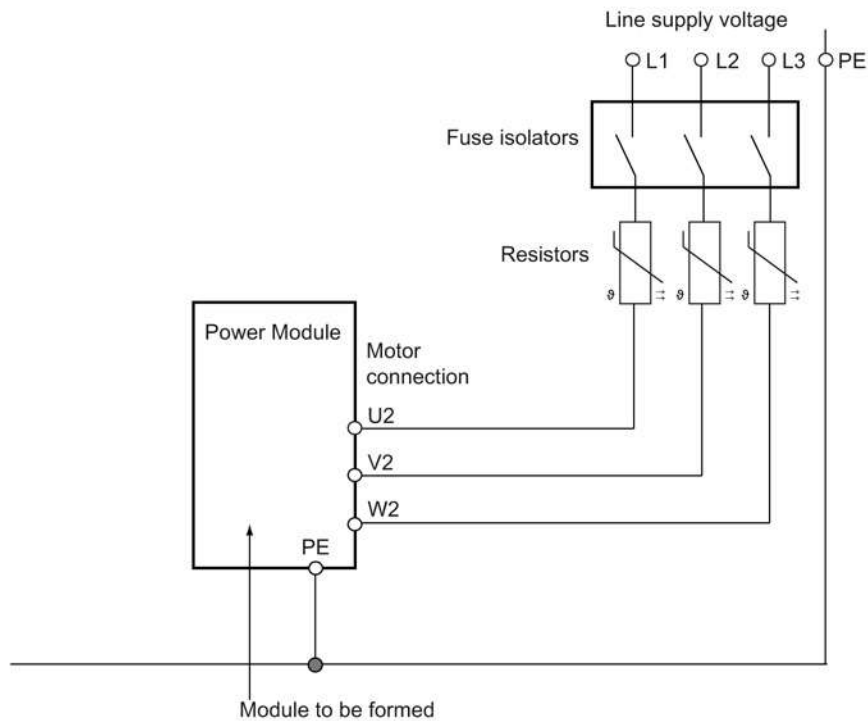 Line supply voltage
L1
L2
L3
PE
Fuse isolators
Resistors
ϑ
ϑ
ϑ
Power Module
Motor
connection
U2
V2
W2
PE
Module to be formed